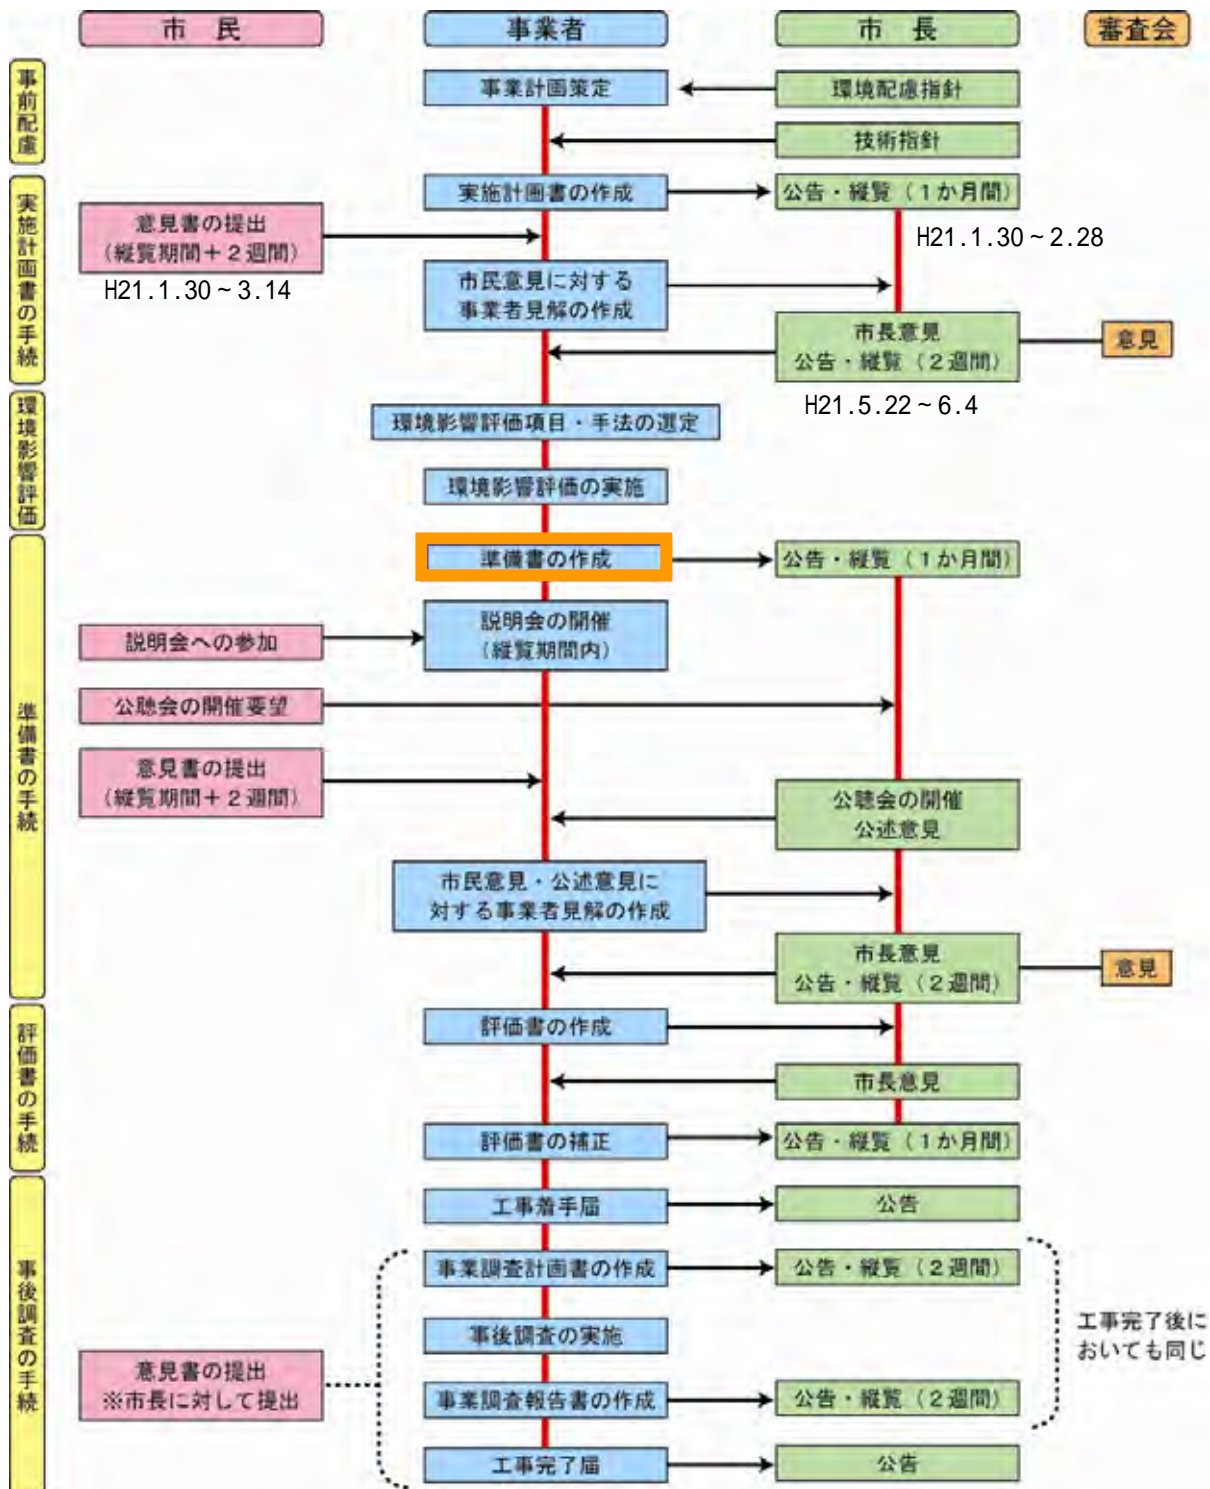 市 民
事業者
市 長
審査会
事前配慮
事業計画策定
環境配慮指針
技術指針
実施計画書の手続
実施計画書の作成
公告・縦覧（１か月間）
意見書の提出
（縦覧期間＋２週間）
H21.1.30～2.28
H21.1.30～3.14
市民意見に対する
事業者見解の作成
市長意見
公告・縦覧（２週間）
意見
H21.5.22～6.4
環境影響評価
環境影響評価項目・手法の選定
環境影響評価の実施
準備書の手続
準備書の作成
公告・縦覧（１か月間）
説明会の開催
（縦覧期間内）
説明会への参加
公聴会の開催要望
意見書の提出
（縦覧期間＋２週間）
公聴会の開催
公述意見
市民意見・公述意見に
対する事業者見解の作成
市長意見
公告・縦覧（２週間）
意見
評価書の手続
評価書の作成
市長意見
評価書の補正
公告・縦覧（１か月間）
事後調査の手続
工事着手届
公告
事業調査計画書の作成
公告・縦覧（２週間）
事後調査の実施
工事完了後に
おいても同じ
意見書の提出
※市長に対して提出
事業調査報告書の作成
公告・縦覧（２週間）
工事完了届
公告